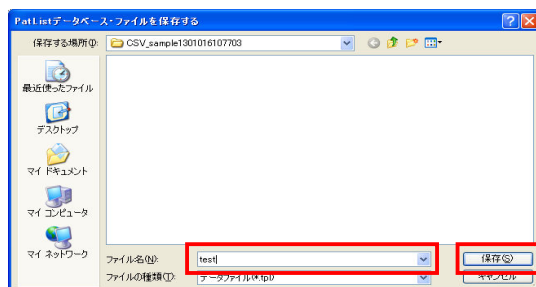 PatListデータベース・ファイルを保存する
保存する場所(I):
CSV_sample1301016107703
最近使ったファイル
デスクトップ
マイ ドキュメント
マイ コンピュータ
マイ ネットワーク
ファイル名(N):
test
保存(S)
ファイルの種類(T):
データファイル(*.tpl)
キャンセル